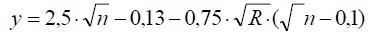 y = 2,5·√n − 0,13 − 0,75·√R·(√n − 0,1)